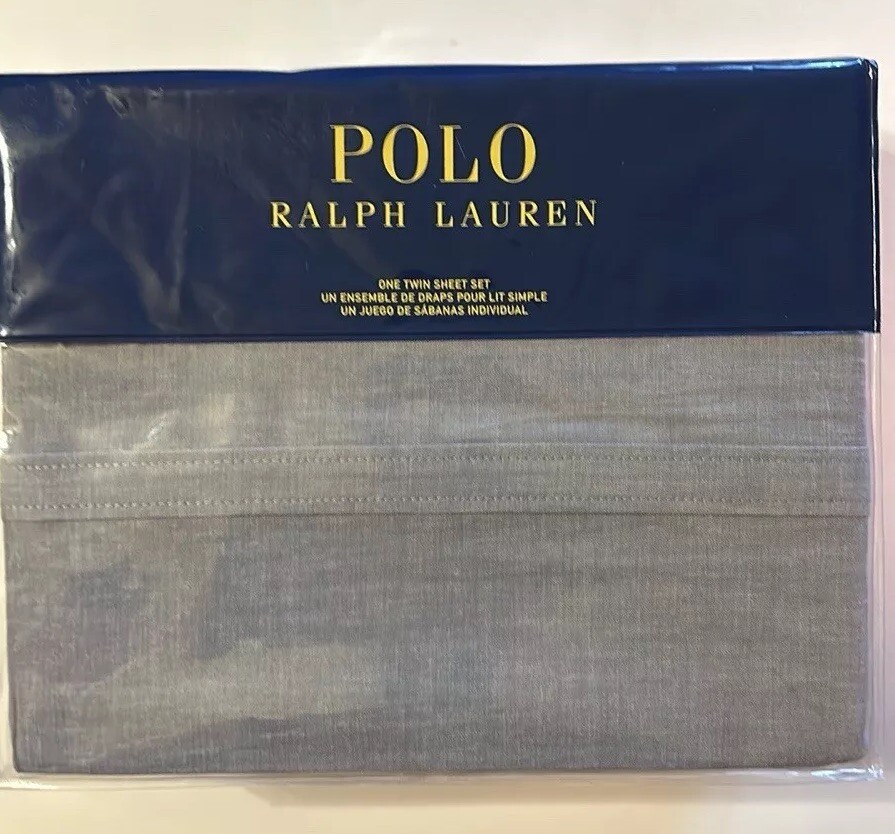 POLO
RALPH LAUREN
ONE TWIN SHEET SET
UN ENSEMBLE DE DRAPS POUR LIT SIMPLE
UN JUEGO DE SÁBANAS INDIVIDUAL